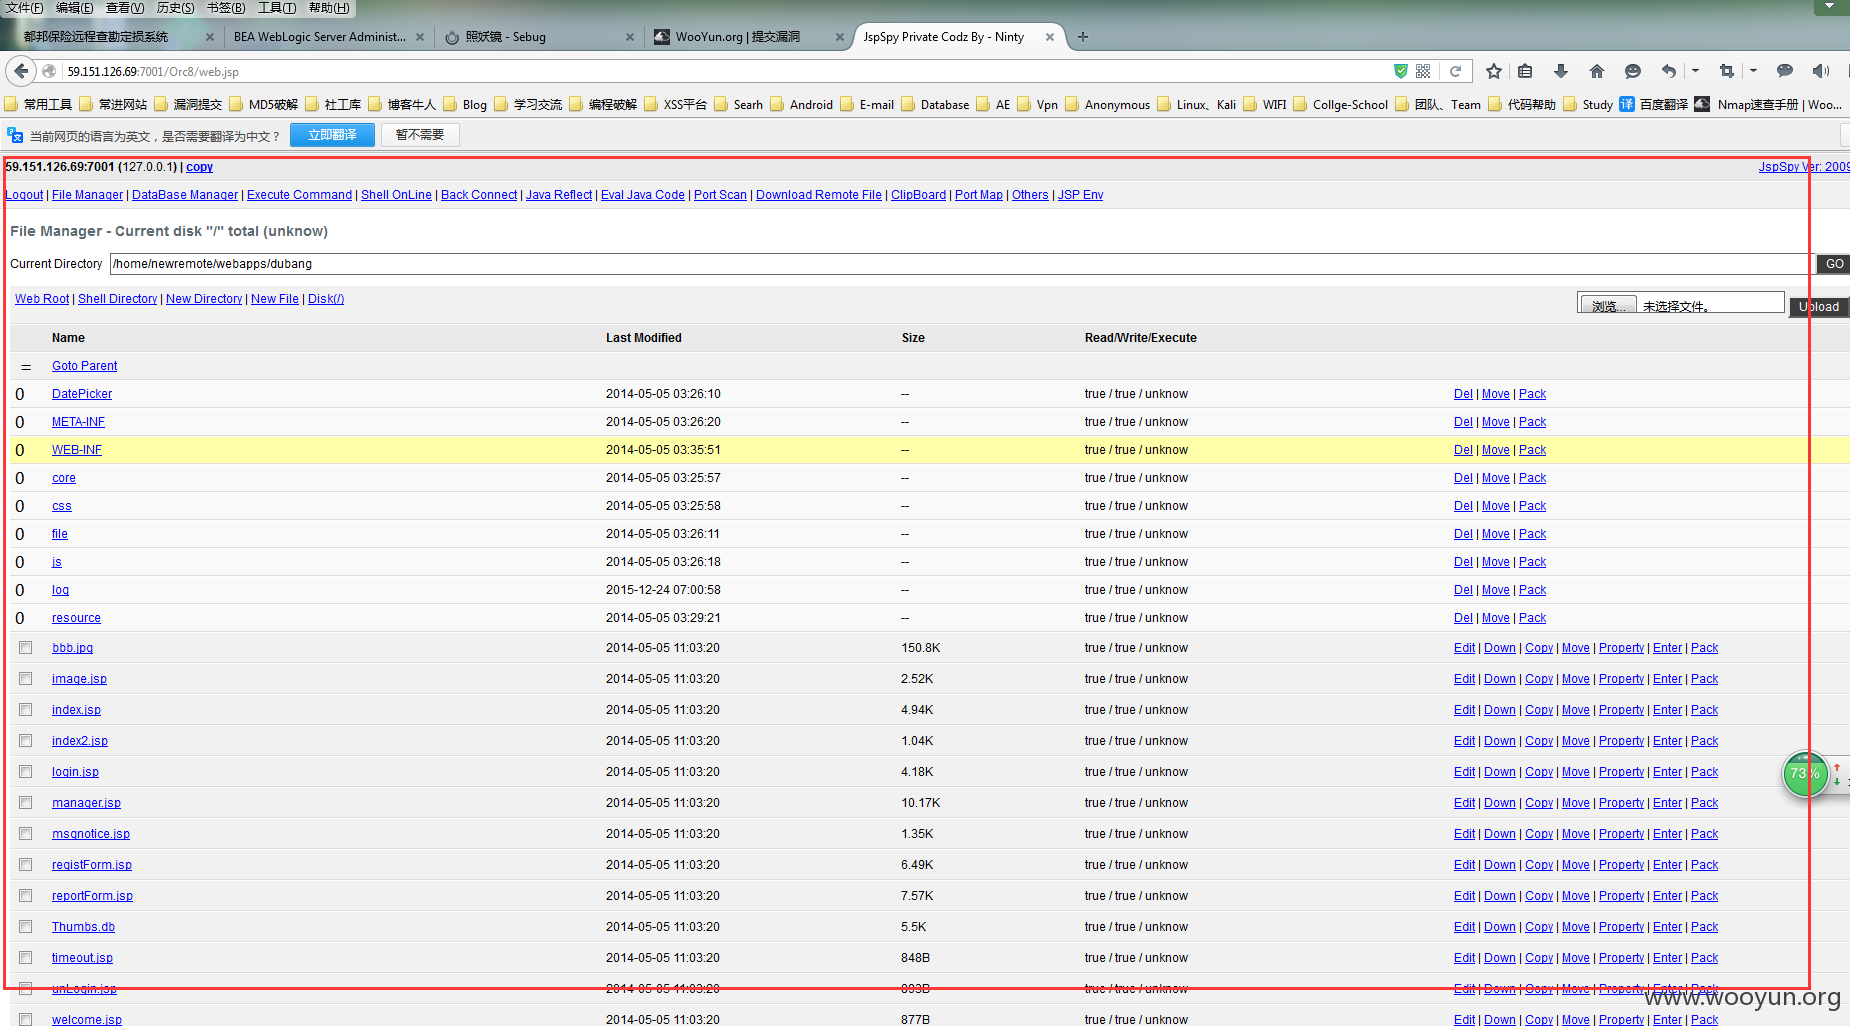 文件(F) 编辑(E) 查看(V) 历史(S) 书签(B) 工具(T) 帮助(H)
都邦保险远程查勘定损系统 × BEA WebLogic Server Administ... × 照妖镜 - Sebug × WooYun.org | 提交漏洞 × JspSpy Private Codz By - Ninty × +
59.151.126.69:7001/Orc8/web.jsp
常用工具 常进网站 漏洞提交 MD5破解 社工库 博客牛人 Blog 学习交流 编程破解 XSS平台 Searh Android E-mail Database AE Vpn Anonymous Linux、Kali WIFI Collge-School 团队、Team 代码帮助 Study 译 百度翻译 Nmap速查手册 | Woo...
当前网页的语言为英文，是否需要翻译为中文？ 立即翻译 暂不需要
59.151.126.69:7001 (127.0.0.1) | copy JspSpy Ver: 2009
Logout | File Manager | DataBase Manager | Execute Command | Shell OnLine | Back Connect | Java Reflect | Eval Java Code | Port Scan | Download Remote File | ClipBoard | Port Map | Others | JSP Env
File Manager - Current disk "/" total (unknow)
Current Directory /home/newremote/webapps/dubang GO
Web Root | Shell Directory | New Directory | New File | Disk(/) 浏览... 未选择文件。 Upload
Name Last Modified Size Read/Write/Execute
= Goto Parent
0 DatePicker 2014-05-05 03:26:10 -- true / true / unknow Del | Move | Pack
0 META-INF 2014-05-05 03:26:20 -- true / true / unknow Del | Move | Pack
0 WEB-INF 2014-05-05 03:35:51 -- true / true / unknow Del | Move | Pack
0 core 2014-05-05 03:25:57 -- true / true / unknow Del | Move | Pack
0 css 2014-05-05 03:25:58 -- true / true / unknow Del | Move | Pack
0 file 2014-05-05 03:26:11 -- true / true / unknow Del | Move | Pack
0 js 2014-05-05 03:26:18 -- true / true / unknow Del | Move | Pack
0 log 2015-12-24 07:00:58 -- true / true / unknow Del | Move | Pack
0 resource 2014-05-05 03:29:21 -- true / true / unknow Del | Move | Pack
bbb.jpg 2014-05-05 11:03:20 150.8K true / true / unknow Edit | Down | Copy | Move | Property | Enter | Pack
image.jsp 2014-05-05 11:03:20 2.52K true / true / unknow Edit | Down | Copy | Move | Property | Enter | Pack
index.jsp 2014-05-05 11:03:20 4.94K true / true / unknow Edit | Down | Copy | Move | Property | Enter | Pack
index2.jsp 2014-05-05 11:03:20 1.04K true / true / unknow Edit | Down | Copy | Move | Property | Enter | Pack
login.jsp 2014-05-05 11:03:20 4.18K true / true / unknow Edit | Down | Copy | Move | Property | Enter | Pack
73%
manager.jsp 2014-05-05 11:03:20 10.17K true / true / unknow Edit | Down | Copy | Move | Property | Enter | Pack
msgnotice.jsp 2014-05-05 11:03:20 1.35K true / true / unknow Edit | Down | Copy | Move | Property | Enter | Pack
registForm.jsp 2014-05-05 11:03:20 6.49K true / true / unknow Edit | Down | Copy | Move | Property | Enter | Pack
reportForm.jsp 2014-05-05 11:03:20 7.57K true / true / unknow Edit | Down | Copy | Move | Property | Enter | Pack
Thumbs.db 2014-05-05 11:03:20 5.5K true / true / unknow Edit | Down | Copy | Move | Property | Enter | Pack
timeout.jsp 2014-05-05 11:03:20 848B true / true / unknow Edit | Down | Copy | Move | Property | Enter | Pack
unLogin.jsp 2014-05-05 11:03:20 true / true / unknow Edit | Down | Copy | Move | Property | Enter | Pack
www.wooyun.org
welcome.jsp 2014-05-05 11:03:20 877B true / true / unknow Edit | Down | Copy | Move | Property | Enter | Pack